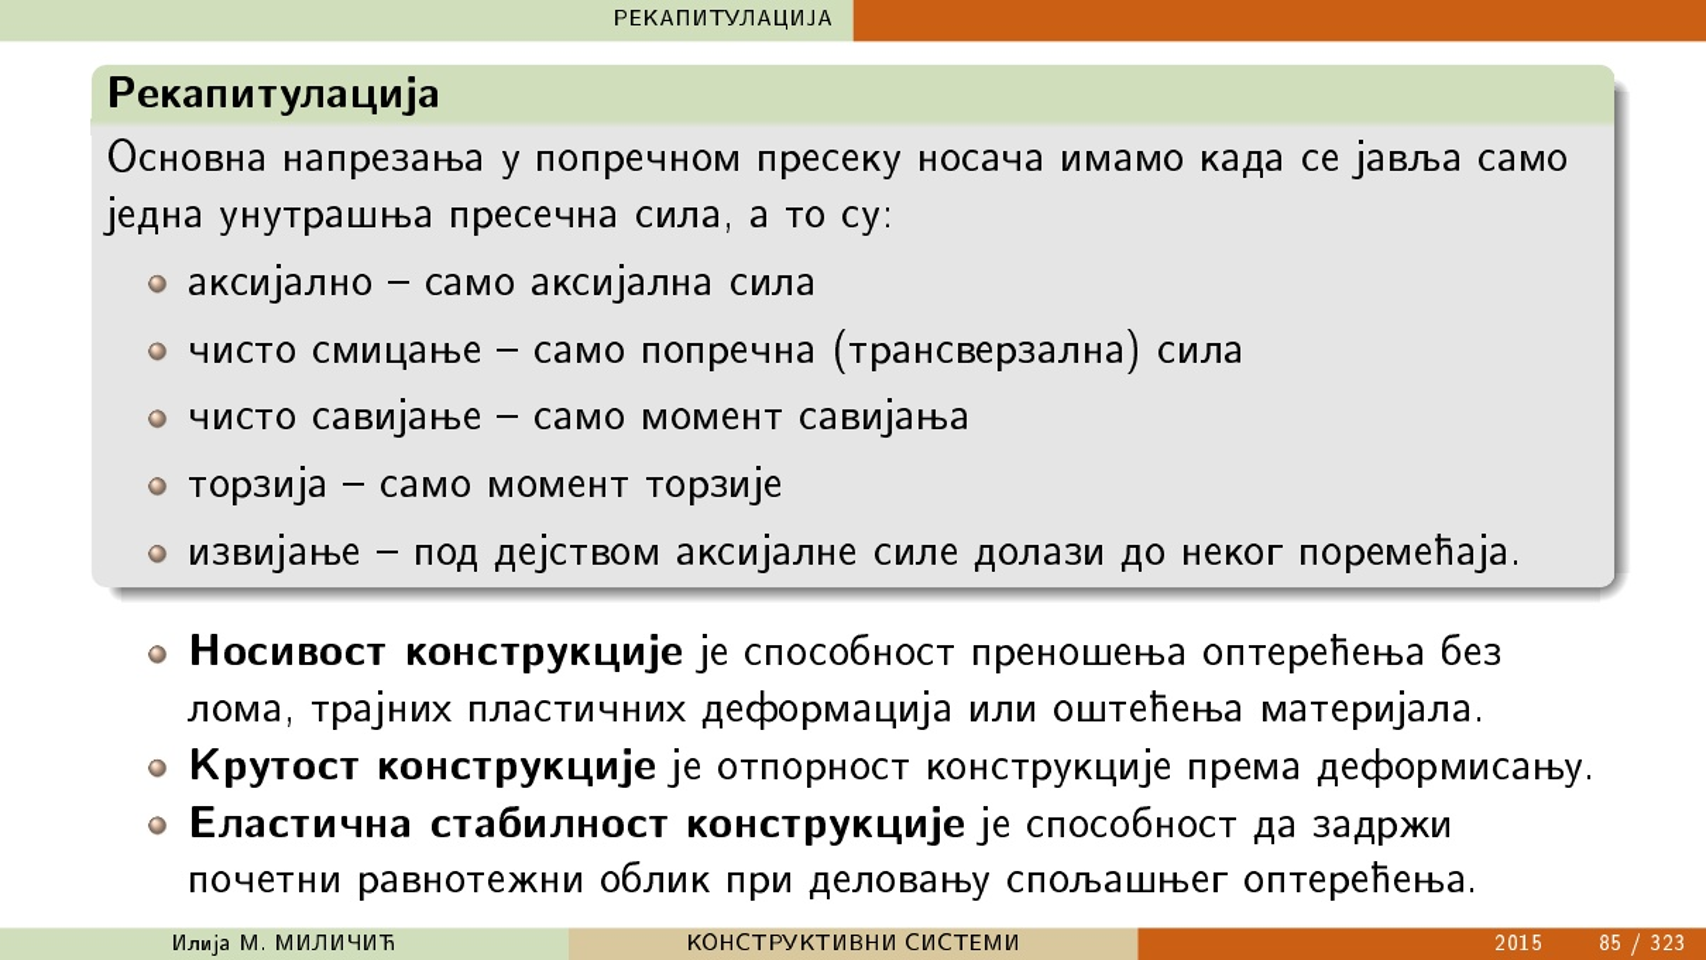 РЕКАПИТУЛАЦИЈА
Рекапитулација
Основна напрезања у попречном пресеку носача имамо када се јавља само
једна унутрашња пресечна сила, а то су:
аксијално – само аксијална сила
чисто смицање – само попречна (трансверзална) сила
чисто савијање – само момент савијања
торзија – само момент торзије
извијање – под дејством аксијалне силе долази до неког поремећаја.
Носивост конструкције је способност преношења оптерећења без
лома, трајних пластичних деформација или оштећења материјала.
Крутост конструкције је отпорност конструкције према деформисању.
Еластична стабилност конструкције је способност да задржи
почетни равнотежни облик при деловању спољашњег оптерећења.
Илија М. МИЛИЧИЋ КОНСТРУКТИВНИ СИСТЕМИ 2015 85 / 323